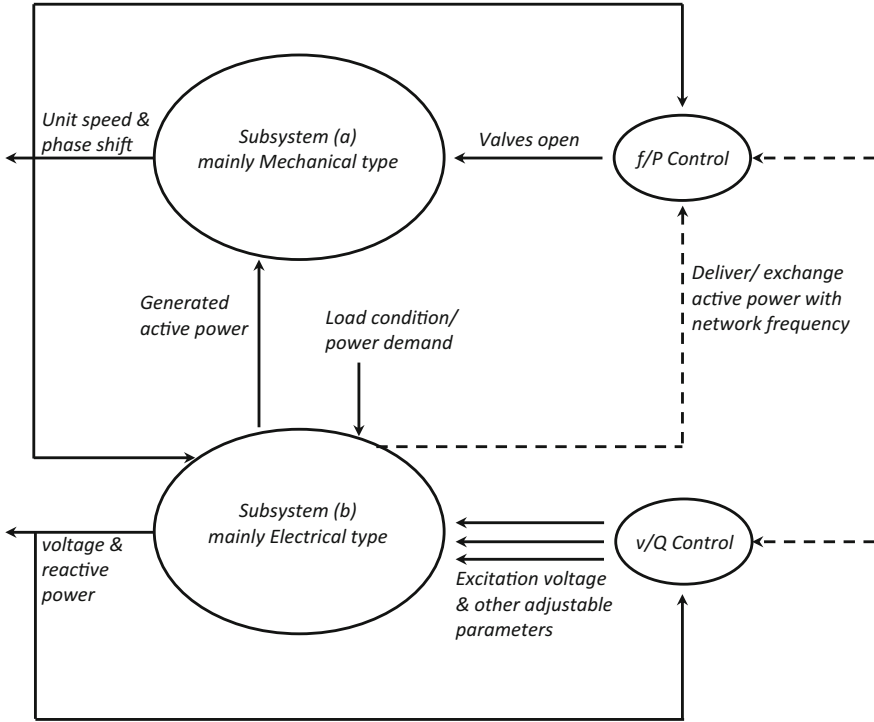 Unit speed &
phase shift
Subsystem (a)
mainly Mechanical type
Valves open
f/P Control
Generated
active power
Load condition/
power demand
Deliver/ exchange
active power with
network frequency
Subsystem (b)
mainly Electrical type
v/Q Control
voltage &
reactive
power
Excitation voltage
& other adjustable
parameters